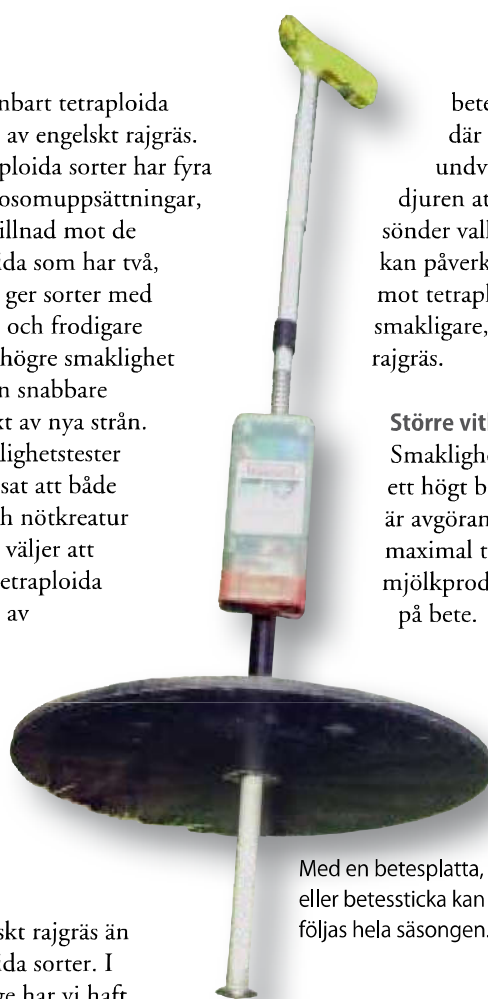 nbart tetraploida
av engelskt rajgräs.
ploida sorter har fyra
osomuppsättningar,
illnad mot de
ida som har två,
ger sorter med
och frodigare
högre smaklighet
n snabbare
kt av nya strån.
lighetstester
sat att både
h nötkreatur
väljer att
etraploida
av
skt rajgräs än
ida sorter. I
ge har vi haft
bete
där
undv
djuren at
sönder vall
kan påverk
mot tetrapl
smakligare,
rajgräs.
Större vitl
Smakligh
ett högt b
är avgöran
maximal t
mjölkprod
på bete.
Med en betesplatta,
eller betessticka kan
följas hela säsongen.